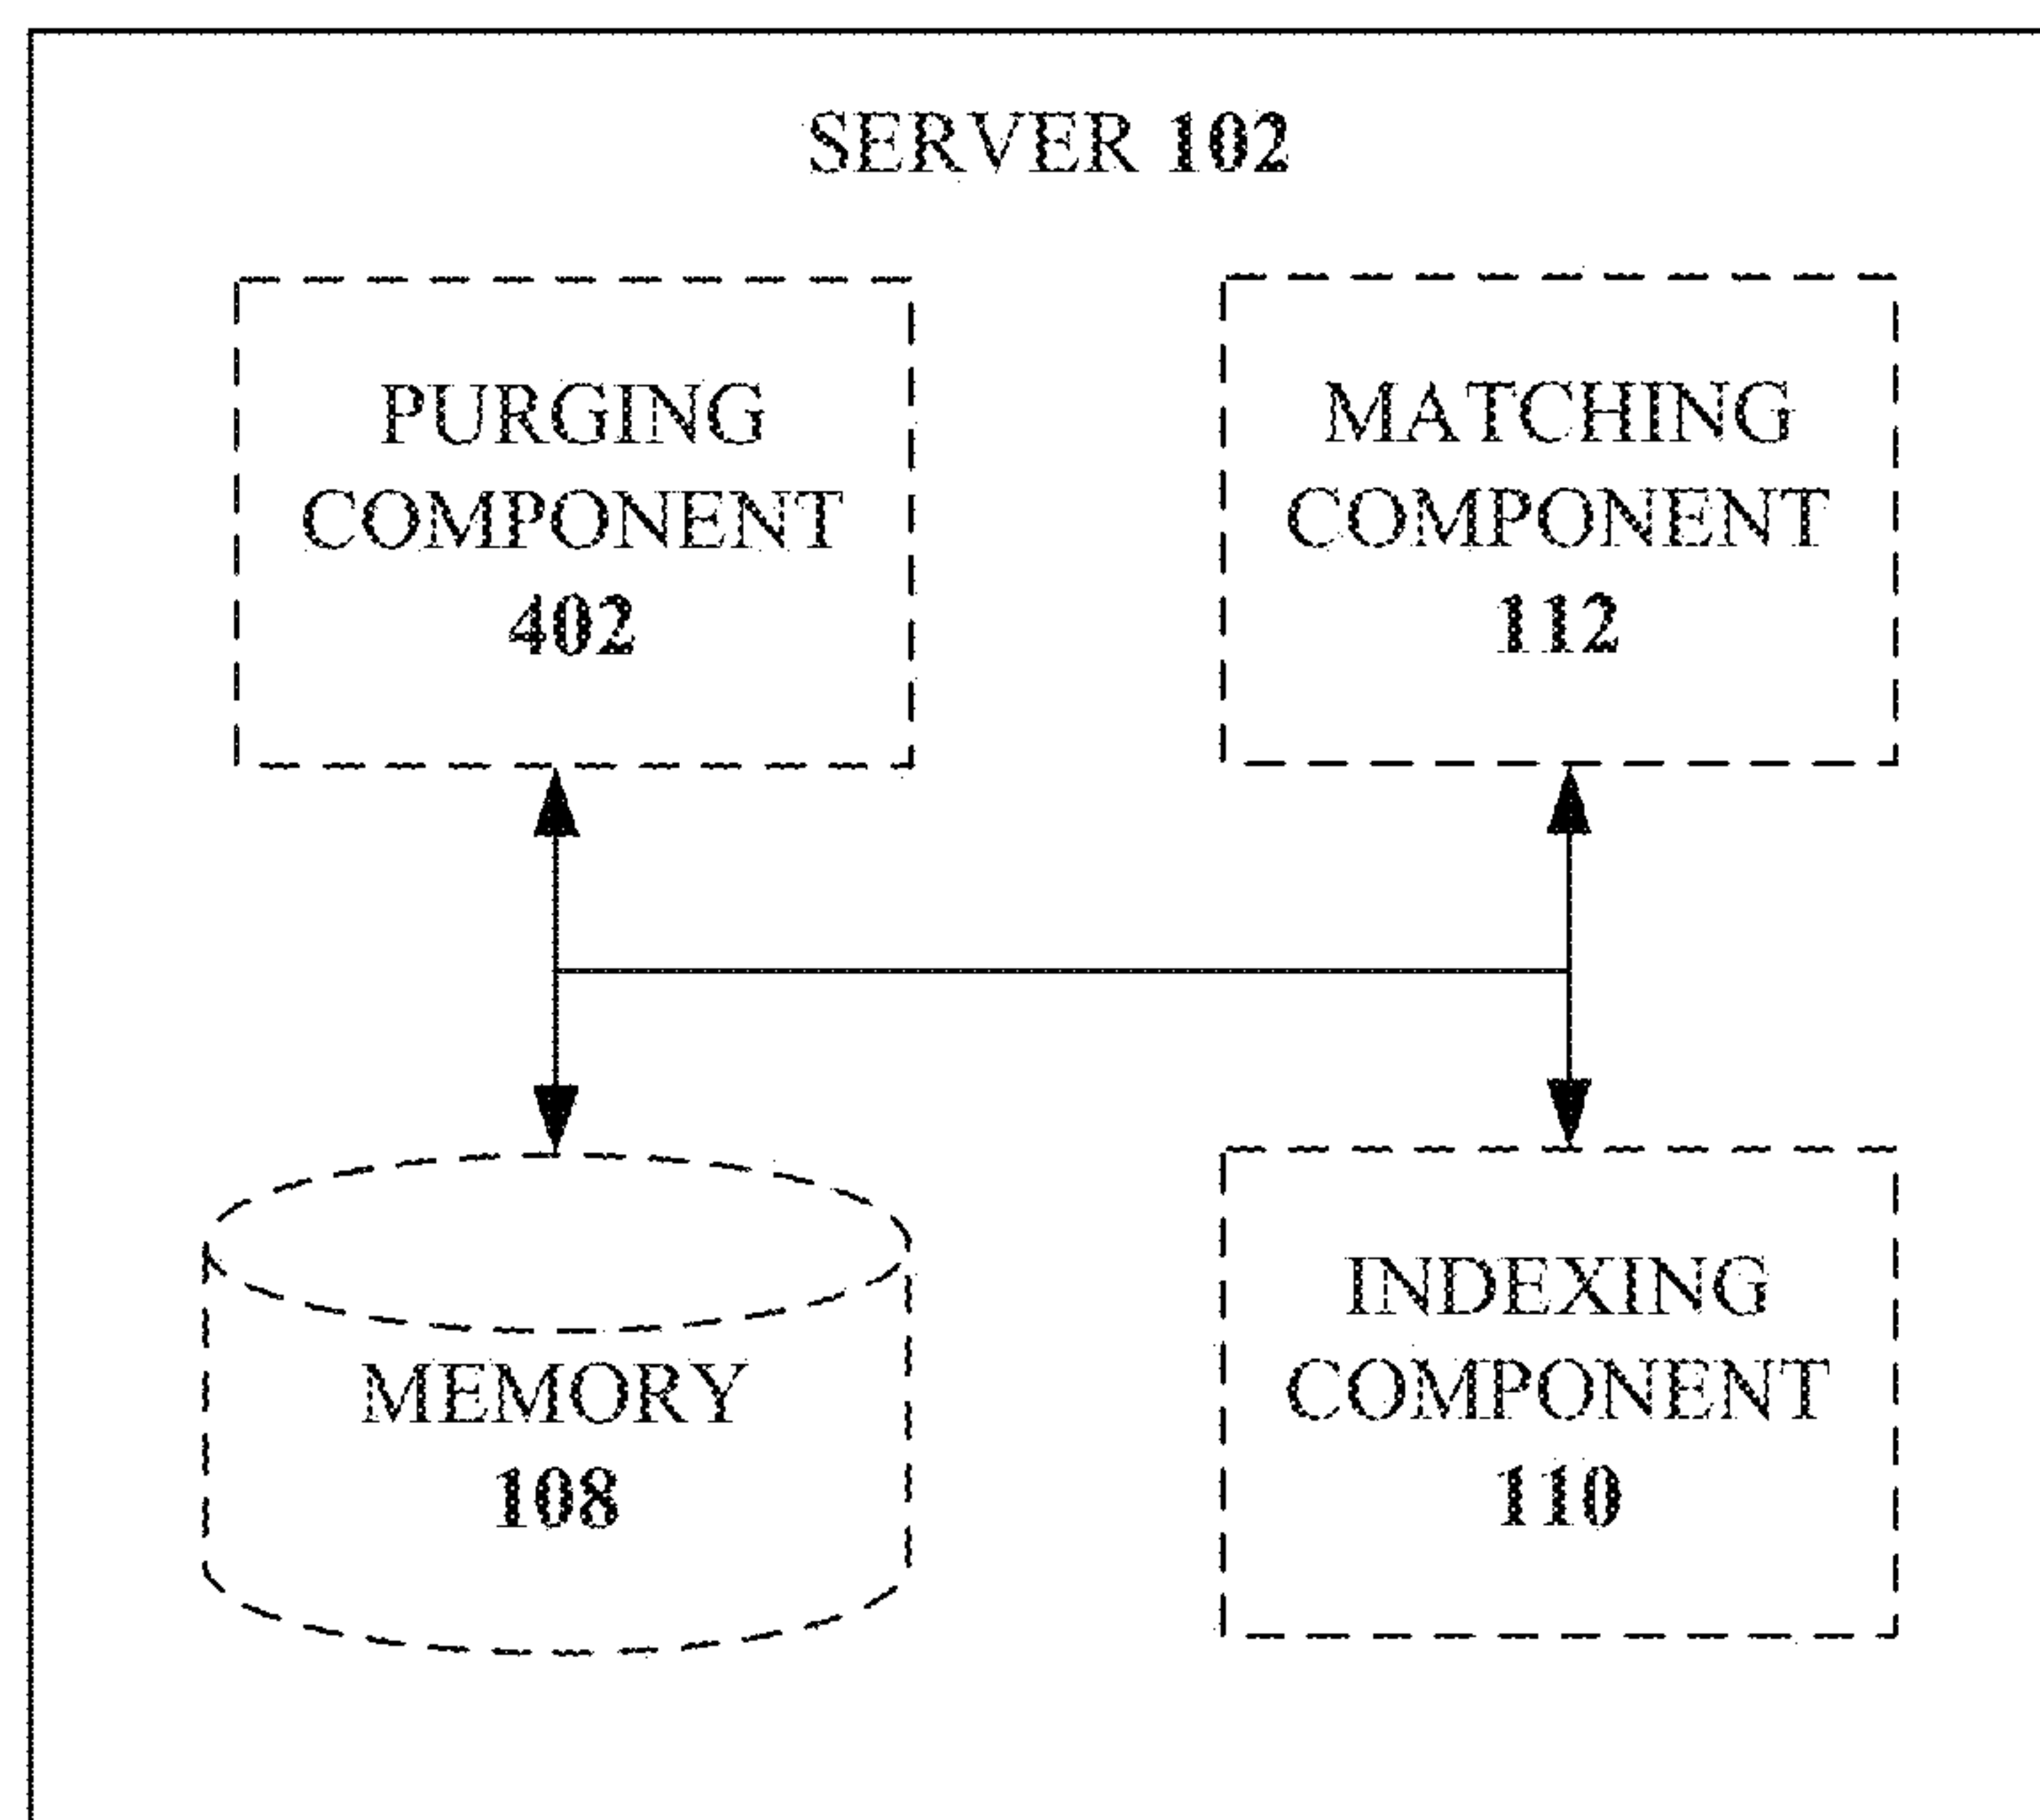 SERVER 102
PURGING
COMPONENT
402
MATCHING
COMPONENT
112
MEMORY
108
INDEXING
COMPONENT
110